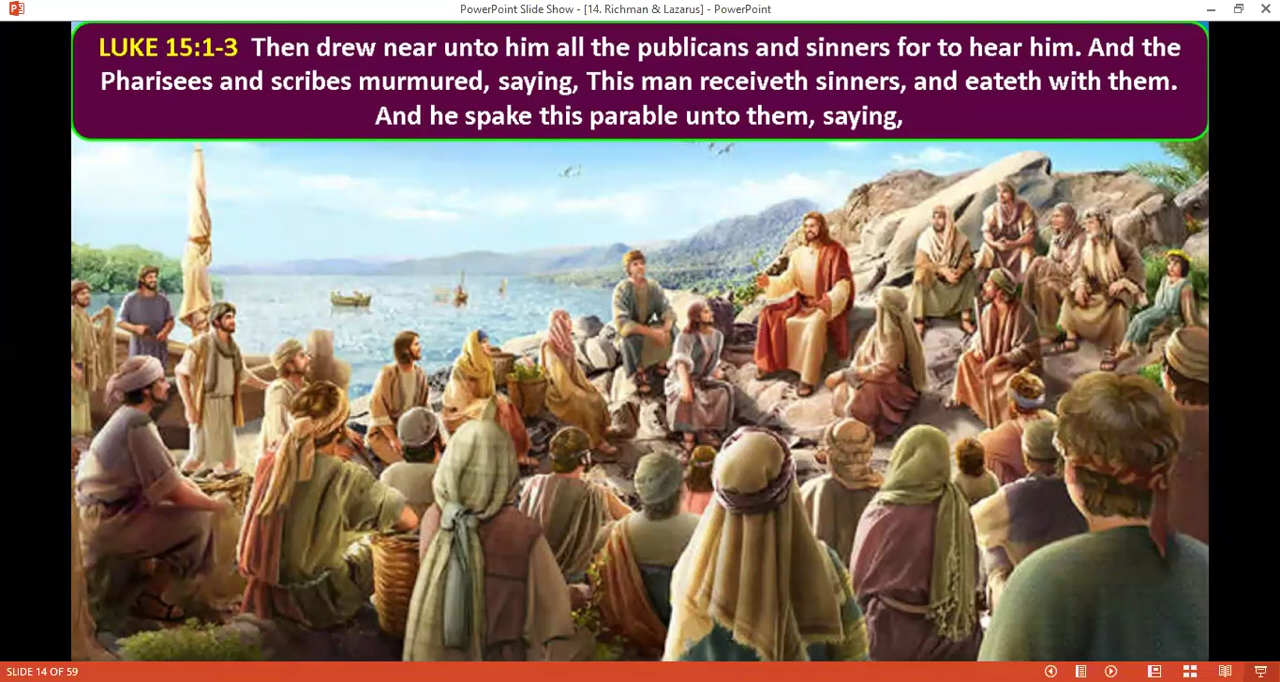 PowerPoint Slide Show - [14. Richman & Lazarus] - PowerPoint
LUKE 15:1-3 Then drew near unto him all the publicans and sinners for to hear him. And the
Pharisees and scribes murmured, saying, This man receiveth sinners, and eateth with them.
And he spake this parable unto them, saying,
SLIDE 14 OF 59